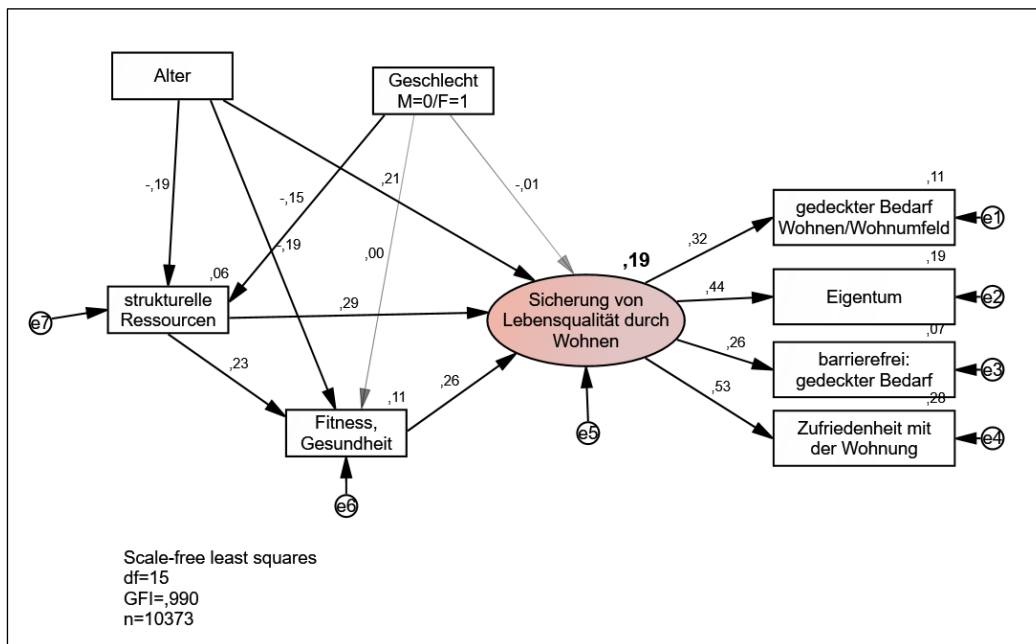 Alter
Geschlecht
M=0/F=1
-,19
-,15
-,19
,00
,21
-,01
,11
gedeckter Bedarf
Wohnen/Wohnumfeld
e1
,32
,19
,19
Eigentum
e2
,44
,06
strukturelle
Ressourcen
e7
,29
Sicherung von
Lebensqualität durch
Wohnen
,07
barrierefrei:
gedeckter Bedarf
e3
,26
,23
,11
Fitness,
Gesundheit
,26
e5
,53
,28
Zufriedenheit mit
der Wohnung
e4
e6
Scale-free least squares
df=15
GFI=,990
n=10373